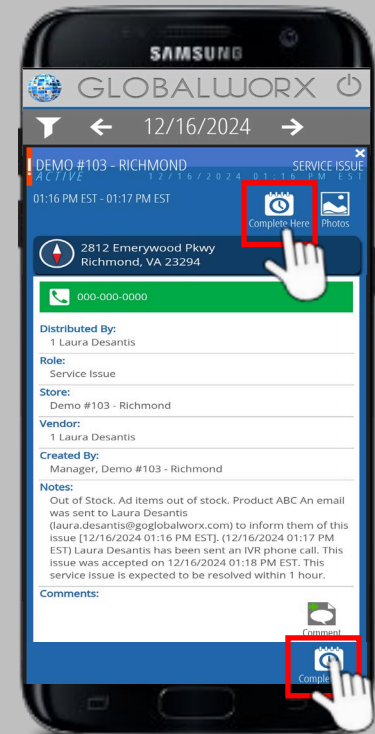 SAMSUNG
GLOBALWORX
12/16/2024
! DEMO #103 - RICHMOND SERVICE ISSUE
ACTIVE 12/16/2024 01:16 PM EST
01:16 PM EST - 01:17 PM EST
Complete Here Photos
2812 Emerywood Pkwy
Richmond, VA 23294
000-000-0000
Distributed By:
1 Laura Desantis
Role:
Service Issue
Store:
Demo #103 - Richmond
Vendor:
1 Laura Desantis
Created By:
Manager, Demo #103 - Richmond
Notes:
Out of Stock. Ad items out of stock. Product ABC An email
was sent to Laura Desantis
(laura.desantis@goglobalworx.com) to inform them of this
issue [12/16/2024 01:16 PM EST]. (12/16/2024 01:17 PM
EST) Laura Desantis has been sent an IVR phone call. This
issue was accepted on 12/16/2024 01:18 PM EST. This
service issue is expected to be resolved within 1 hour.
Comments:
Comment